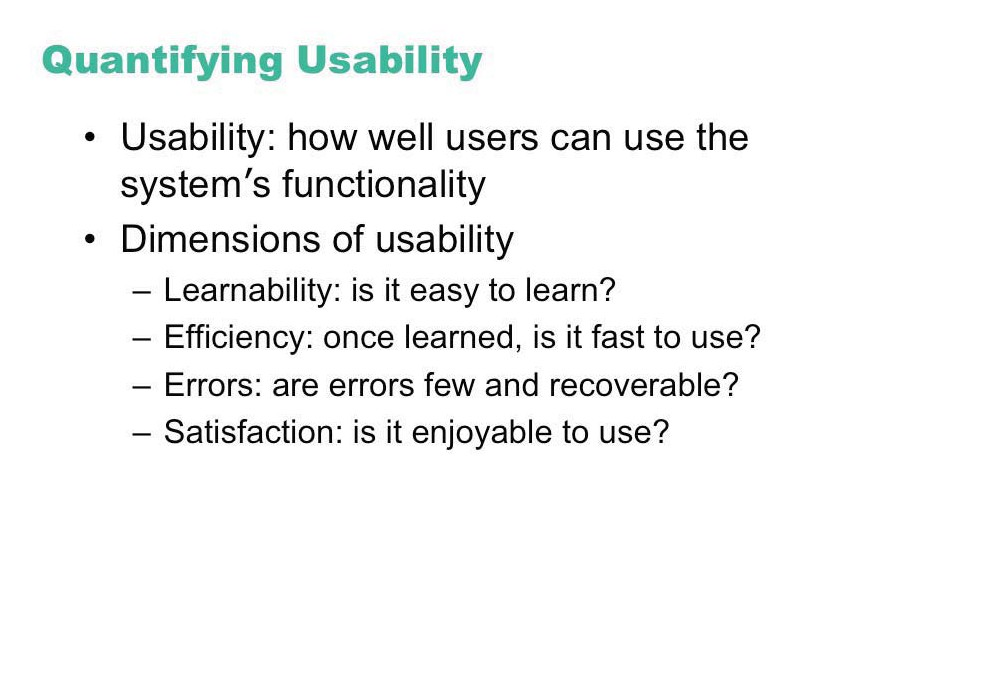 Quantifying Usability
• Usability: how well users can use the
system′s functionality
• Dimensions of usability
– Learnability: is it easy to learn?
– Efficiency: once learned, is it fast to use?
– Errors: are errors few and recoverable?
– Satisfaction: is it enjoyable to use?